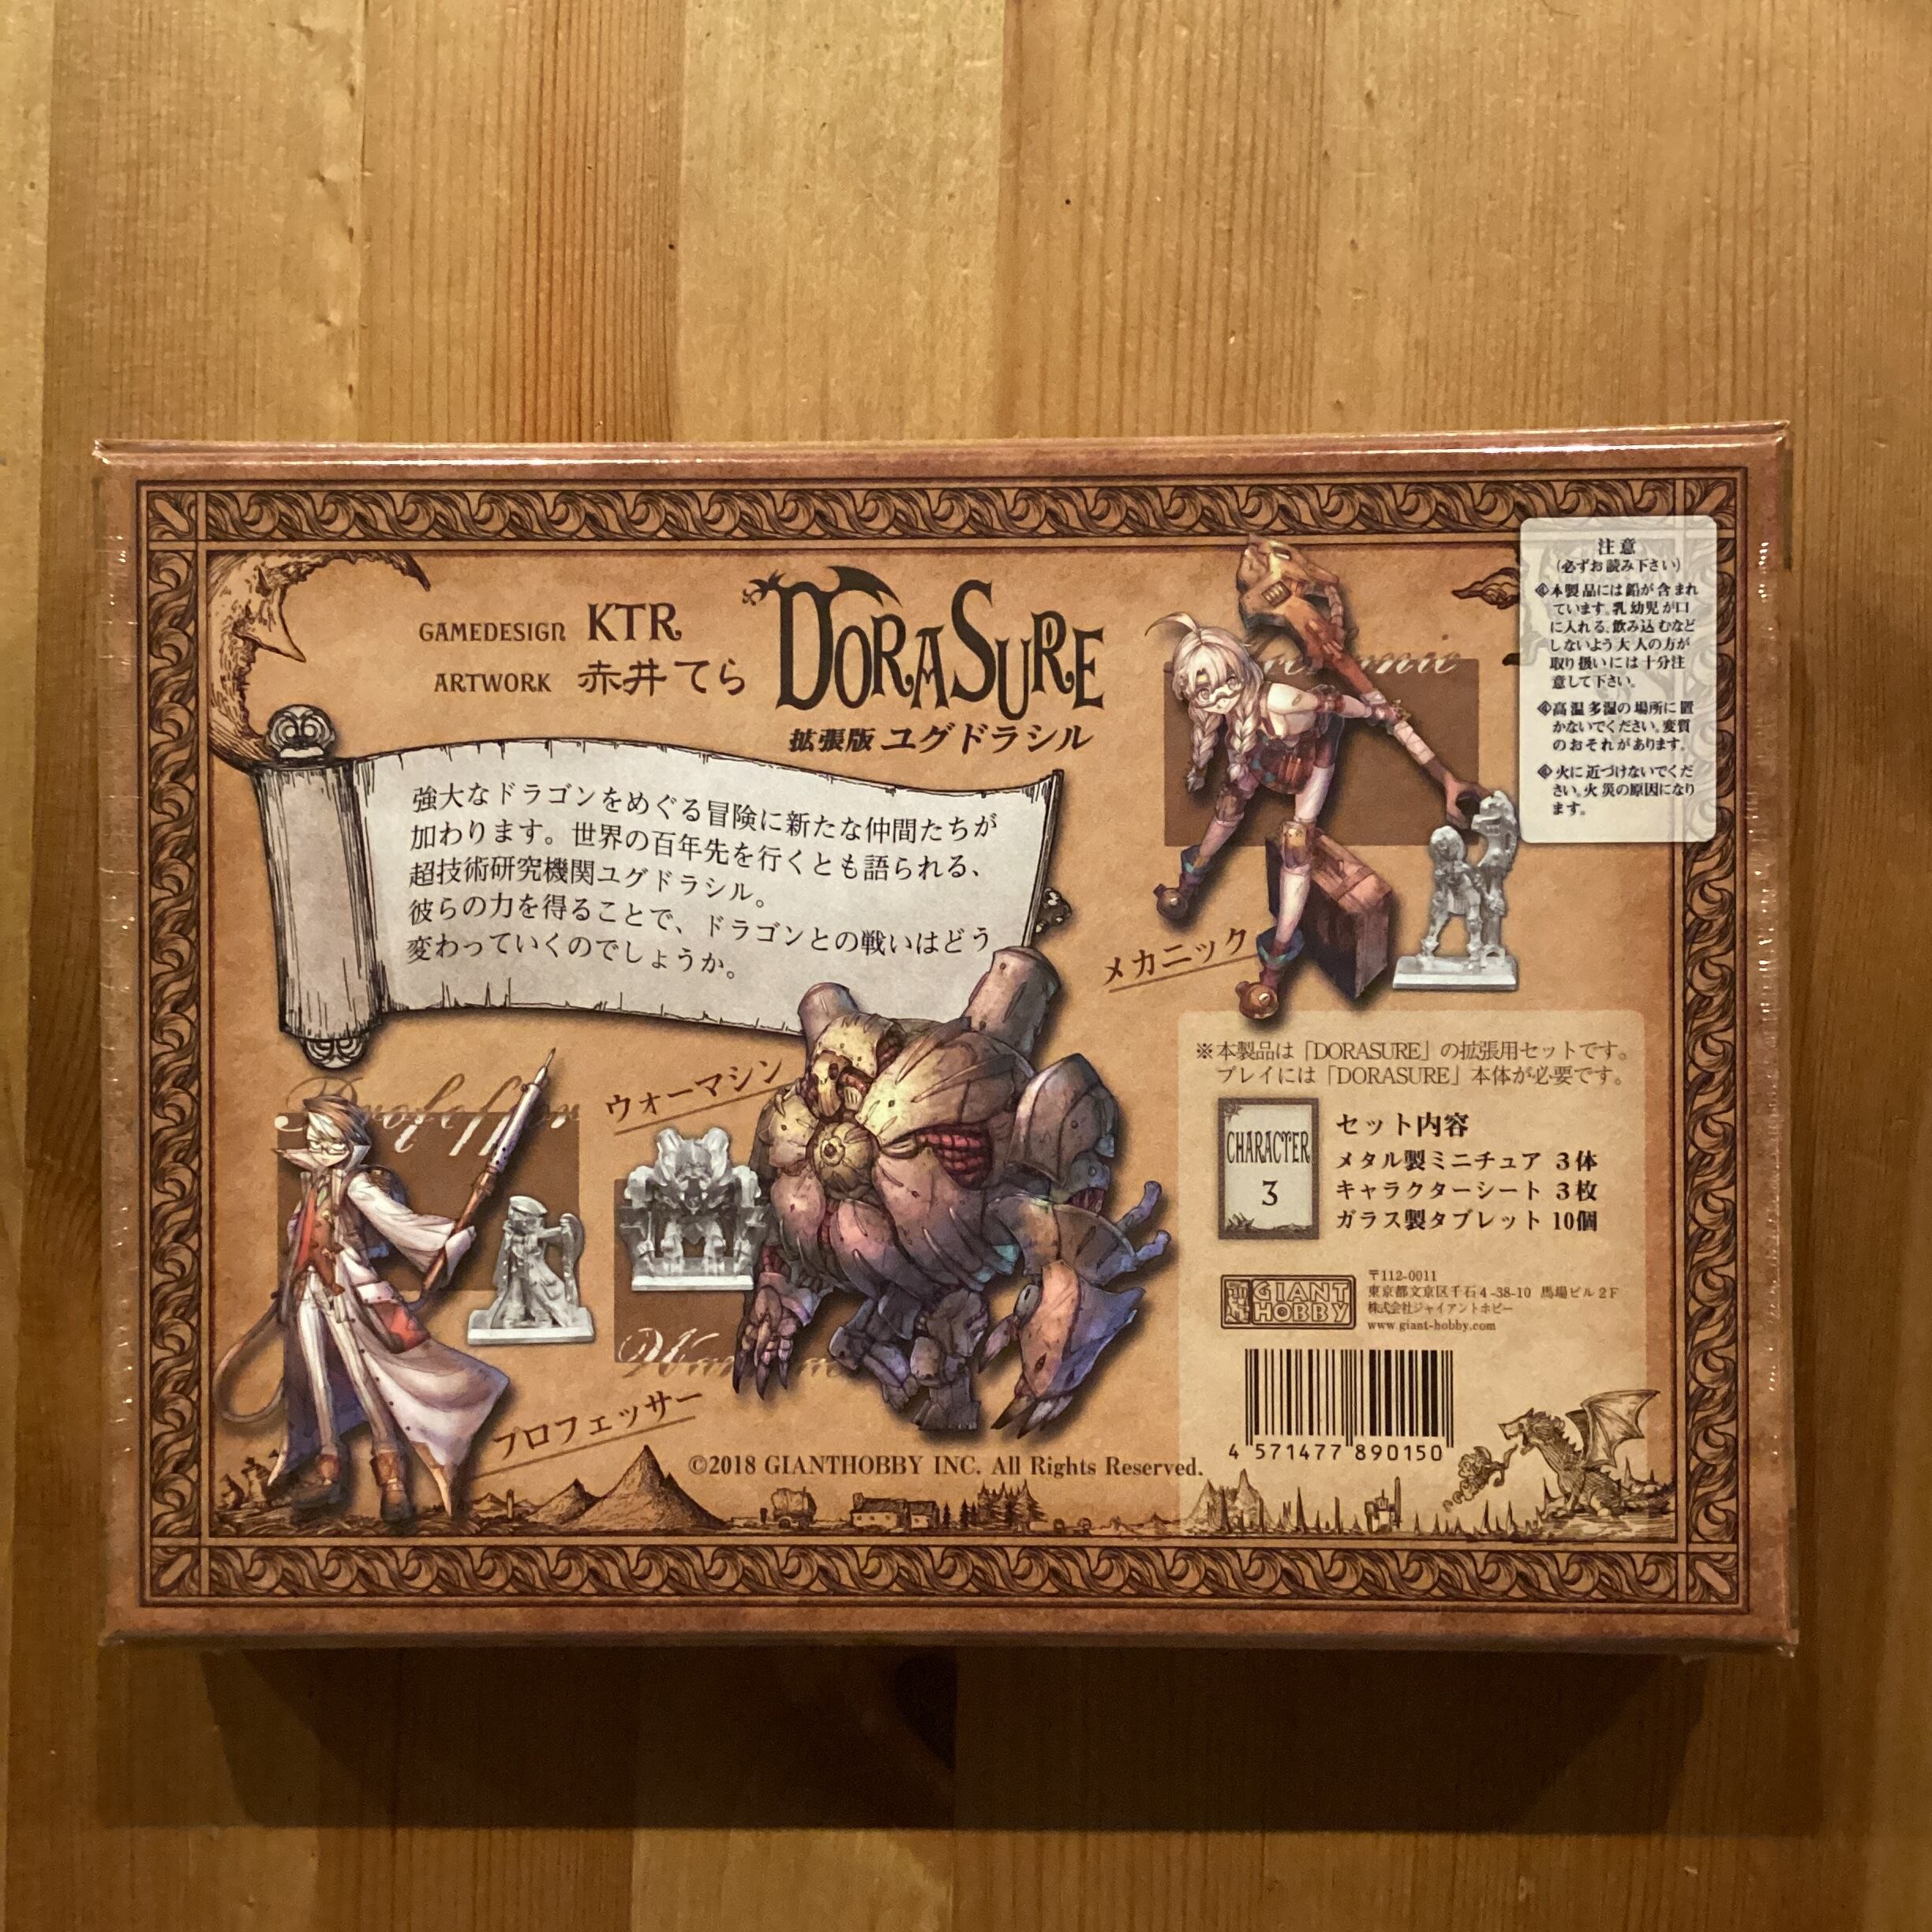 GAMEDESIGN KTR
ARTWORK 赤井てら
DORASURE
拡張版 ユグドラシル
強大なドラゴンをめぐる冒険に新たな仲間たちが
加わります。世界の百年先を行くとも語られる、
超技術研究機関ユグドラシル。
彼らの力を得ることで、ドラゴンとの戦いはどう
変わっていくのでしょうか。
注意
(必ずお読み下さい)
本製品には鉛が含まれ
ています。乳幼児が口
に入れる、飲み込むなど
しないよう大人の方が
取り扱いには十分注
意して下さい。
高温多湿の場所に置
かないでください。変質
のおそれがあります。
火に近づけないでくだ
さい。火災の原因になり
ます。
メカニック
ウォーマシン
Professer
プロフェッサー
※本製品は「DORASURE」の拡張用セットです。
プレイには「DORASURE」本体が必要です。
CHARACTER
3
セット内容
メタル製ミニチュア 3体
キャラクターシート 3枚
ガラス製タブレット 10個
GIANT
HOBBY
〒112-0011
東京都文京区千石4-38-10 馬場ビル2F
株式会社ジャイアントホビー
www.giant-hobby.com
4 571477 890150
©2018 GIANTHOBBY INC. All Rights Reserved.